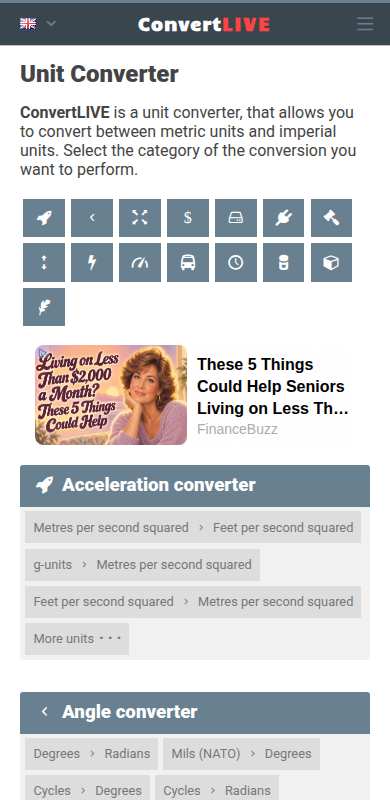 ConvertLIVE
Unit Converter
ConvertLIVE is a unit converter, that allows you
to convert between metric units and imperial
units. Select the category of the conversion you
want to perform.
$
Living on Less
Than $2,000
a Month?
These 5 Things
Could Help
These 5 Things
Could Help Seniors
Living on Less Th…
FinanceBuzz
Acceleration converter
Metres per second squared › Feet per second squared
g-units › Metres per second squared
Feet per second squared › Metres per second squared
More units • • •
Angle converter
Degrees › Radians Mils (NATO) › Degrees
Cycles › Degrees Cycles › Radians